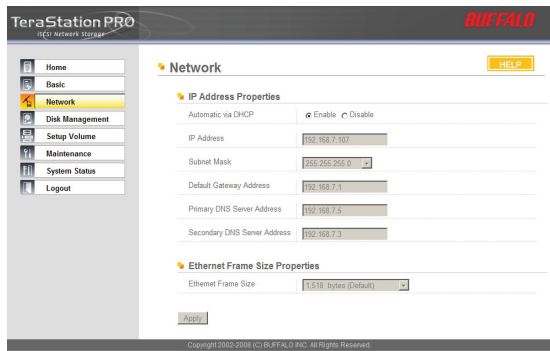 TeraStation PRO
iSCSI Network Storage
BUFFALO
Home
Basic
Network
Disk Management
Setup Volume
Maintenance
System Status
Logout
Network
HELP
IP Address Properties
Automatic via DHCP Enable Disable
IP Address 192.168.7.107
Subnet Mask 255.255.255.0
Default Gateway Address 192.168.7.1
Primary DNS Server Address 192.168.7.5
Secondary DNS Server Address 192.168.7.3
Ethernet Frame Size Properties
Ethernet Frame Size 1,518 bytes (Default)
Apply
Copyright 2002-2008 (C) BUFFALO INC. All Rights Reserved.